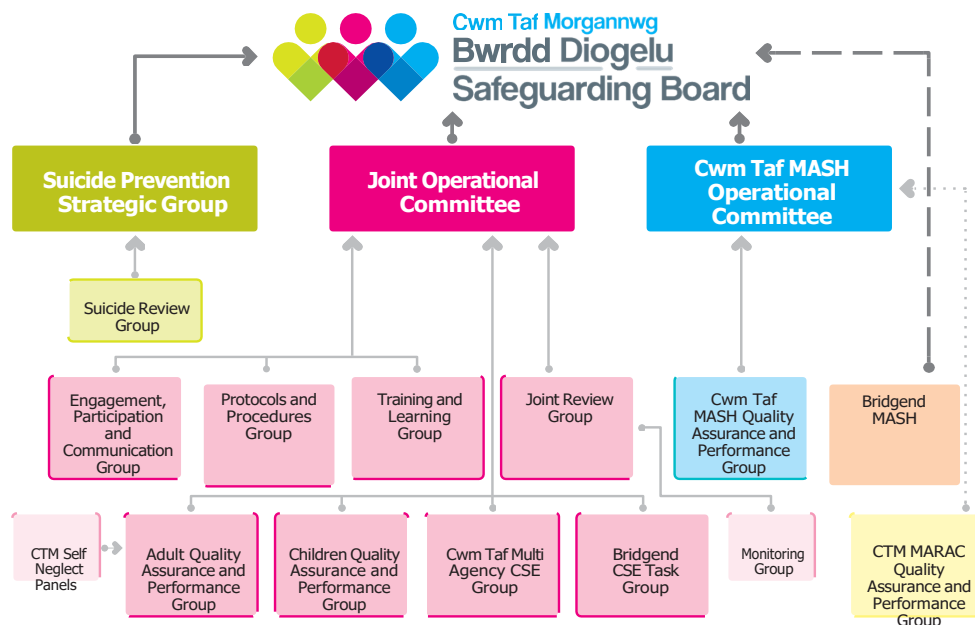 Cwm Taf Morgannwg
Bwrdd Diogelu
Safeguarding Board
Suicide Prevention
Strategic Group
Joint Operational
Committee
Cwm Taf MASH
Operational
Committee
Suicide Review
Group
Engagement,
Participation
and
Communication
Group
Protocols and
Procedures
Group
Training and
Learning Group
Joint Review
Group
Cwm Taf
MASH Quality
Assurance and
Performance
Group
Bridgend
MASH
CTM Self
Neglect
Panels
Adult Quality
Assurance and
Performance
Group
Children Quality
Assurance and
Performance
Group
Cwm Taf Multi
Agency CSE
Group
Bridgend
CSE Task
Group
Monitoring
Group
CTM MARAC
Quality
Assurance and
Performance
Group